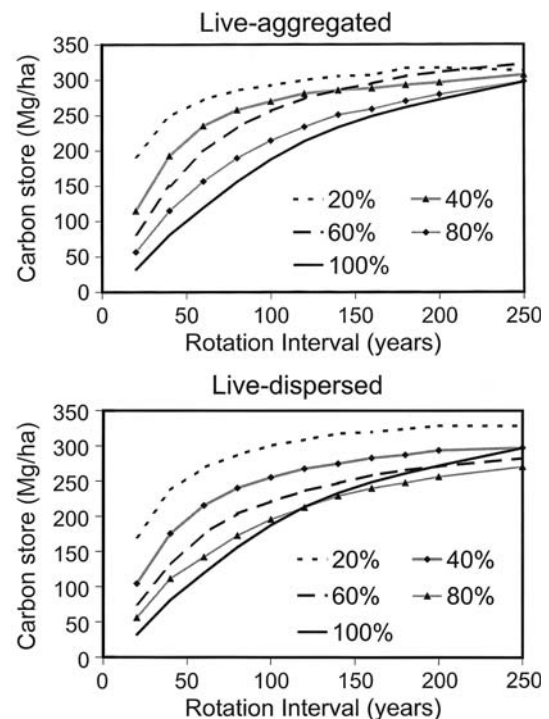 Live-aggregated
350
300
250
200
150
100
50
0
Carbon store (Mg/ha)
20% 40%
60% 80%
100%
0 50 100 150 200 250
Rotation Interval (years)
Live-dispersed
350
300
250
200
150
100
50
0
Carbon store (Mg/ha)
20% 40%
60% 80%
100%
0 50 100 150 200 250
Rotation Interval (years)